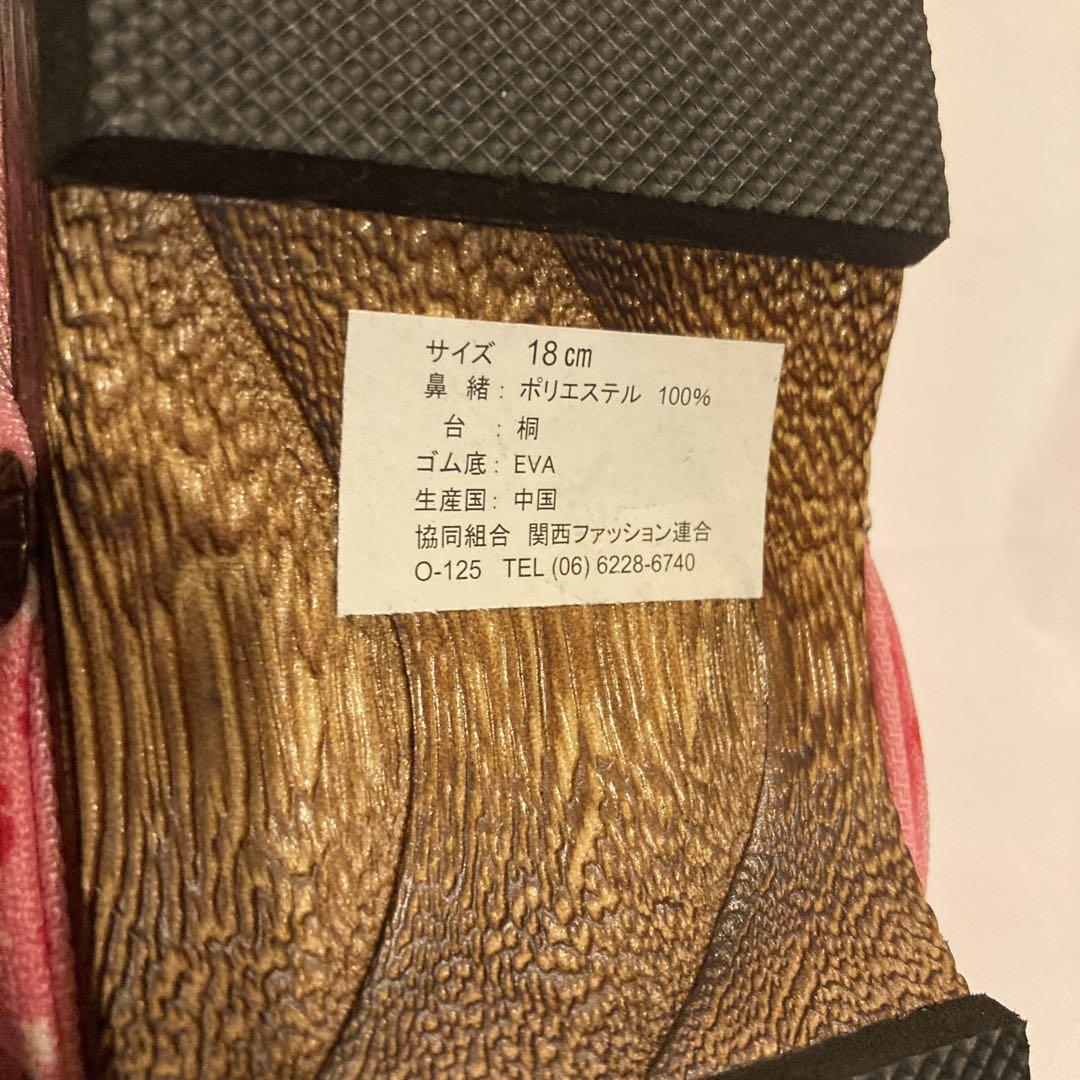 サイズ 18㎝
鼻 緒: ポリエステル 100%
台 : 桐
ゴム底: EVA
生産国: 中国
協同組合 関西ファッション連合
O-125 TEL (06) 6228-6740